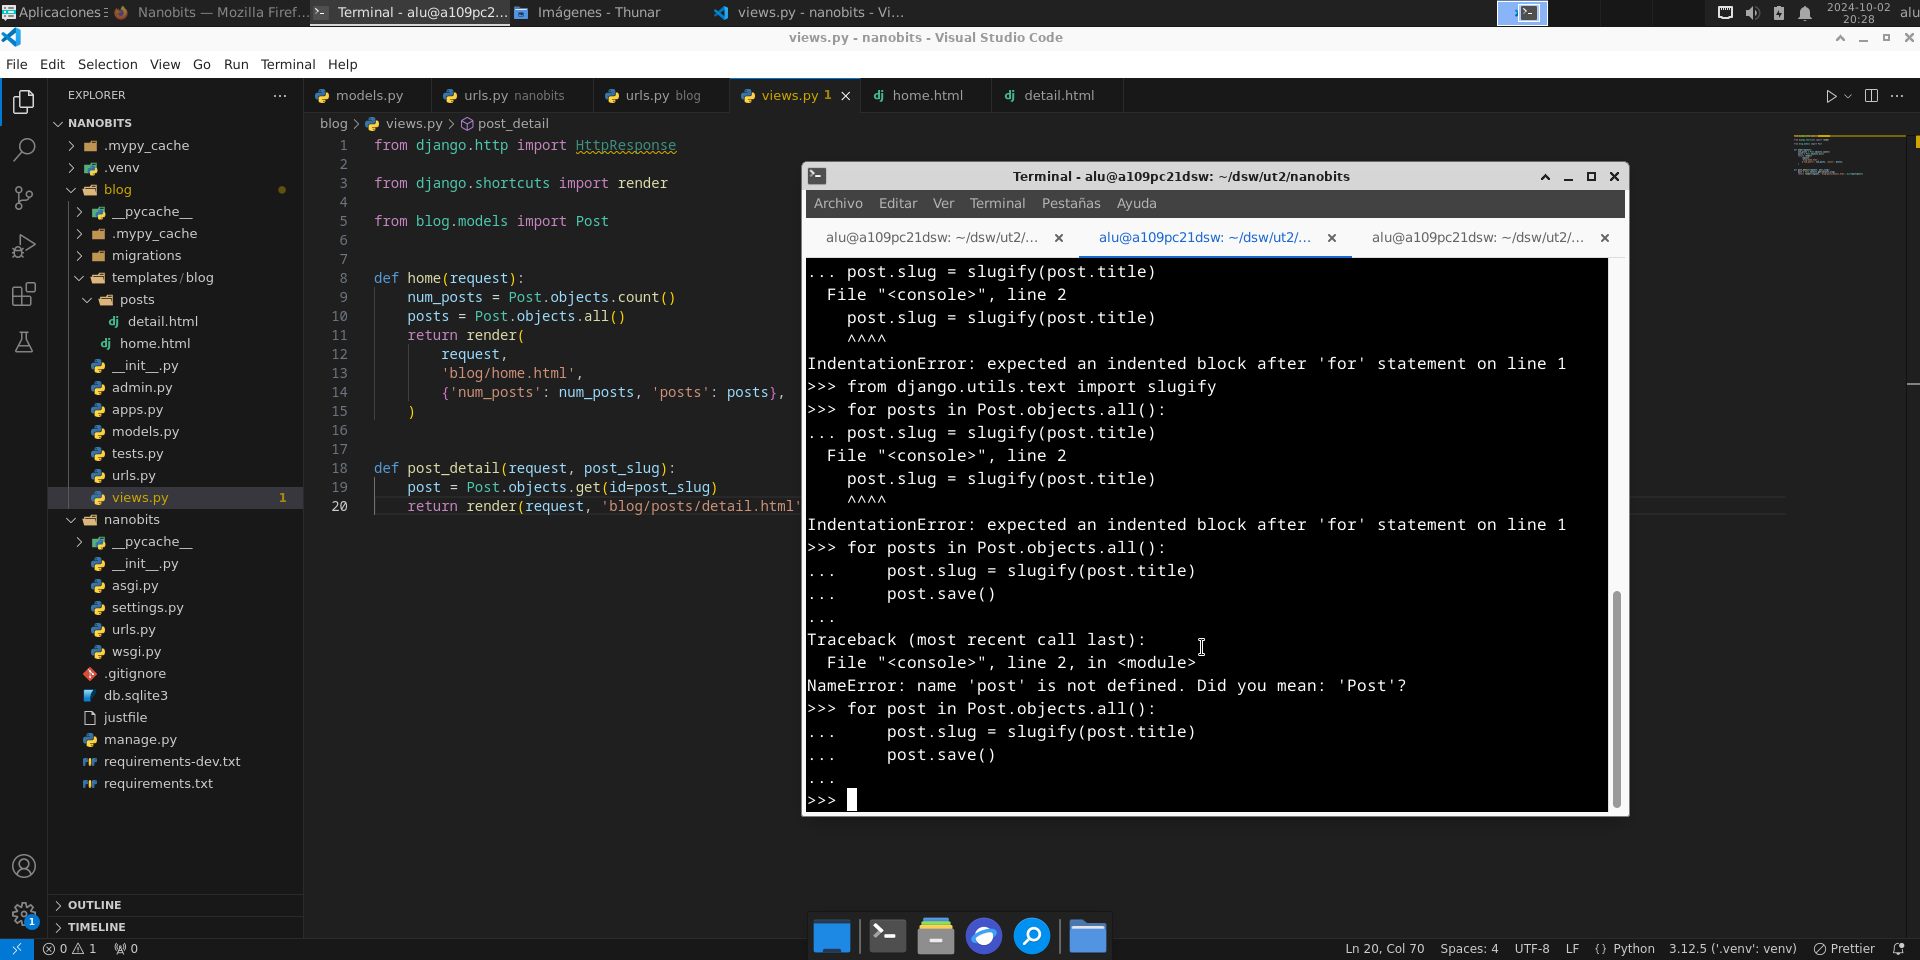 Aplicaciones
Nanobits — Mozilla Firef...
Terminal - alu@a109pc2...
Imágenes - Thunar
views.py - nanobits - Vi...
2024-10-02
20:28
alu
views.py - nanobits - Visual Studio Code
File Edit Selection View Go Run Terminal Help
EXPLORER
NANOBITS
.mypy_cache
.venv
blog
__pycache__
.mypy_cache
migrations
templates/blog
posts
detail.html
home.html
__init__.py
admin.py
apps.py
models.py
tests.py
urls.py
views.py 1
nanobits
__pycache__
__init__.py
asgi.py
settings.py
urls.py
wsgi.py
.gitignore
db.sqlite3
justfile
manage.py
requirements-dev.txt
requirements.txt
OUTLINE
TIMELINE
1
models.py
urls.py nanobits
urls.py blog
views.py 1
home.html
detail.html
blog > views.py > post_detail
1 from django.http import HttpResponse
2
3 from django.shortcuts import render
4
5 from blog.models import Post
6
7
8 def home(request):
9 num_posts = Post.objects.count()
10 posts = Post.objects.all()
11 return render(
12 request,
13 'blog/home.html',
14 {'num_posts': num_posts, 'posts': posts},
15 )
16
17
18 def post_detail(request, post_slug):
19 post = Post.objects.get(id=post_slug)
20 return render(request, 'blog/posts/detail.html'
Terminal - alu@a109pc21dsw: ~/dsw/ut2/nanobits
Archivo Editar Ver Terminal Pestañas Ayuda
alu@a109pc21dsw: ~/dsw/ut2/...
alu@a109pc21dsw: ~/dsw/ut2/...
alu@a109pc21dsw: ~/dsw/ut2/...
... post.slug = slugify(post.title)
File "<console>", line 2
post.slug = slugify(post.title)
^^^^
IndentationError: expected an indented block after 'for' statement on line 1
>>> from django.utils.text import slugify
>>> for posts in Post.objects.all():
... post.slug = slugify(post.title)
File "<console>", line 2
post.slug = slugify(post.title)
^^^^
IndentationError: expected an indented block after 'for' statement on line 1
>>> for posts in Post.objects.all():
...     post.slug = slugify(post.title)
...     post.save()
...
Traceback (most recent call last):
File "<console>", line 2, in <module>
NameError: name 'post' is not defined. Did you mean: 'Post'?
>>> for post in Post.objects.all():
...     post.slug = slugify(post.title)
...     post.save()
...
>>>
0 1 0
Ln 20, Col 70 Spaces: 4 UTF-8 LF {} Python 3.12.5 ('.venv': venv) Prettier